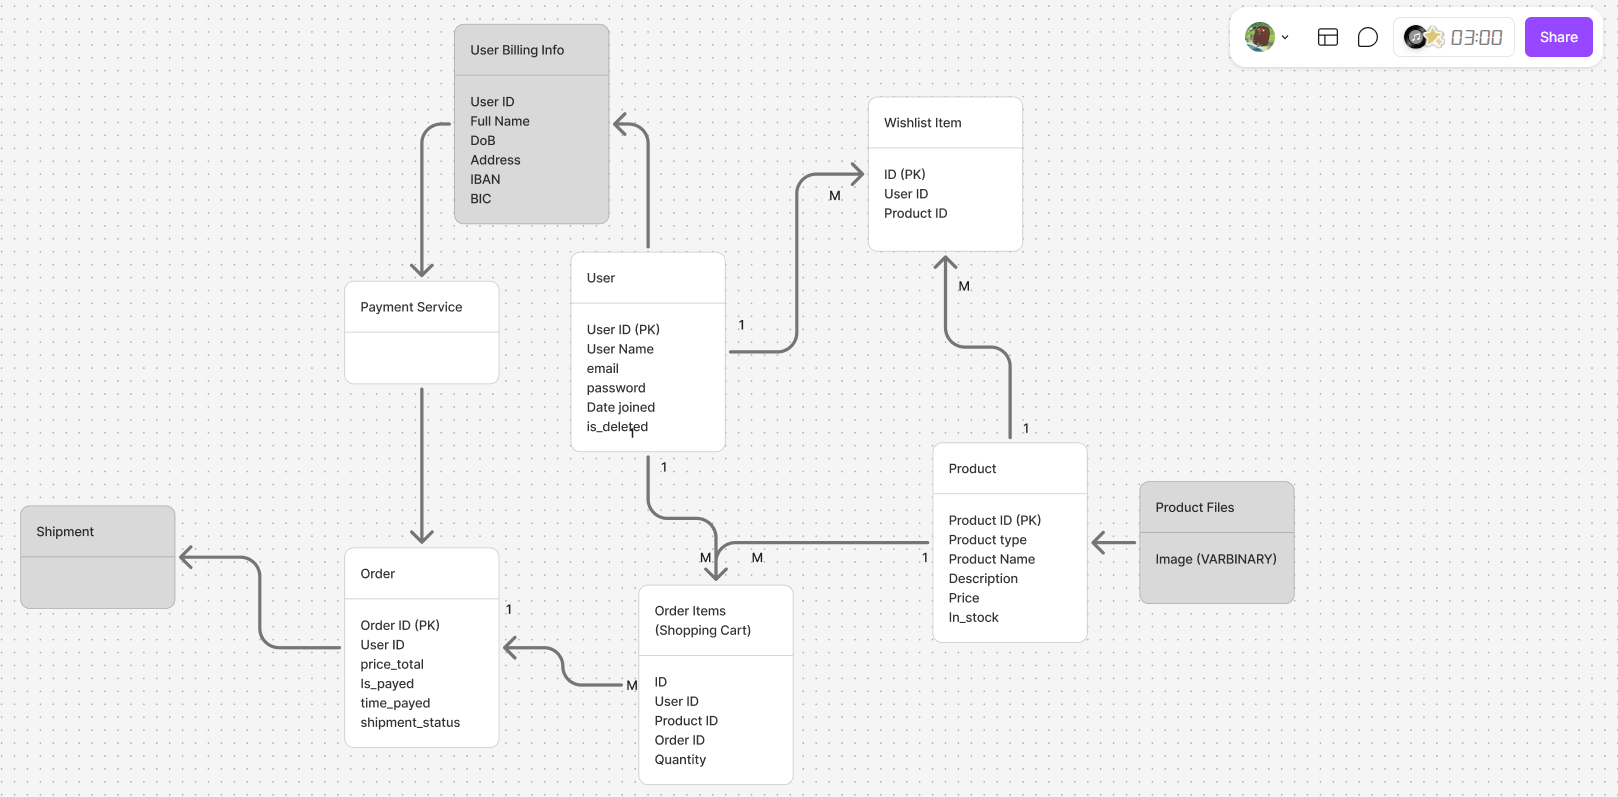 03:00
Share
User Billing Info
User ID
Full Name
DoB
Address
IBAN
BIC
Wishlist Item
ID (PK)
User ID
Product ID
M
M
User
User ID (PK)
User Name
email
password
Date joined
is_deleted
1
1
1
Payment Service
1
Product
Product ID (PK)
Product type
Product Name
Description
Price
In_stock
Product Files
Image (VARBINARY)
Shipment
M
M
1
Order
Order ID (PK)
User ID
price_total
Is_payed
time_payed
shipment_status
1
M
Order Items
(Shopping Cart)
ID
User ID
Product ID
Order ID
Quantity